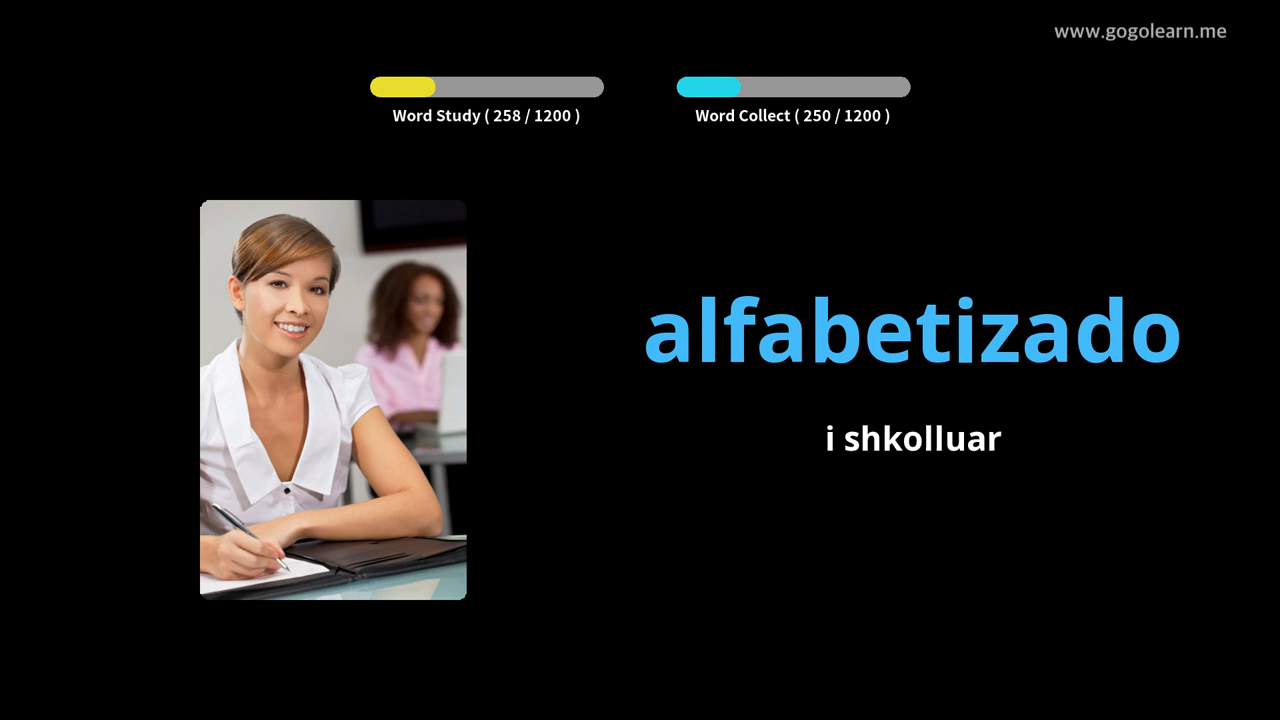 www.gogolearn.me
Word Study ( 258 / 1200 )
Word Collect ( 250 / 1200 )
alfabetizado
i shkolluar